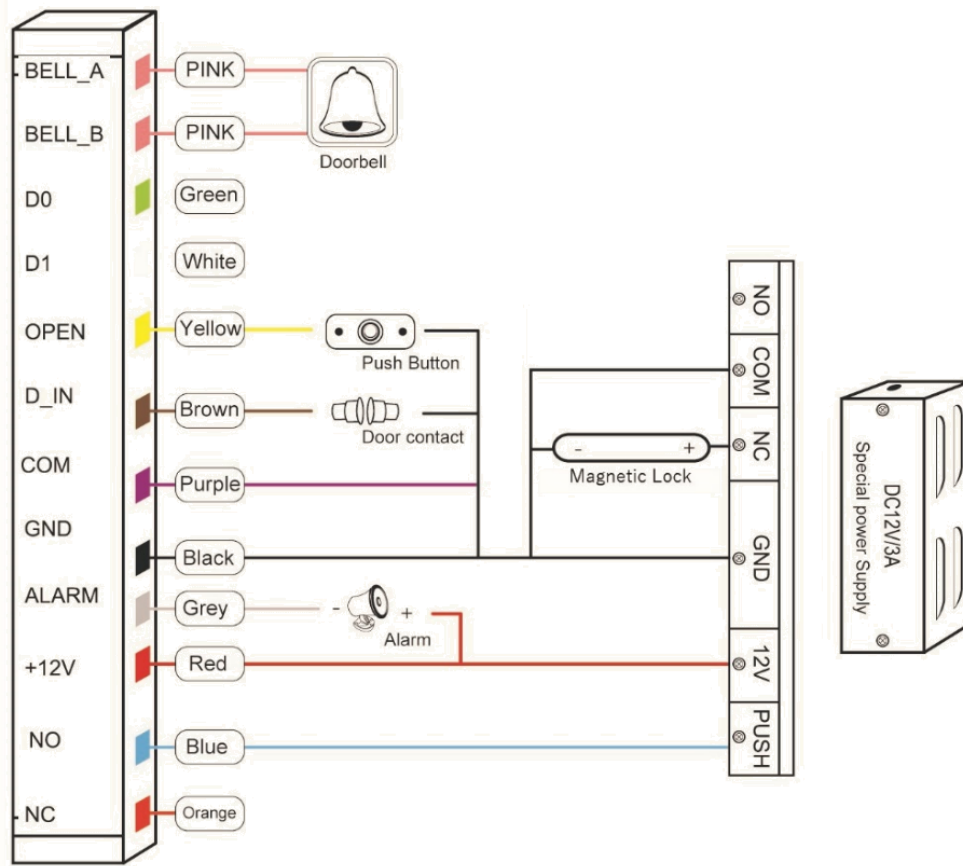 BELL_A
PINK
BELL_B
PINK
Doorbell
D0
Green
D1
White
OPEN
Yellow
Push Button
D_IN
Brown
Door contact
COM
Purple
GND
Black
ALARM
Grey
-
+
Alarm
+12V
Red
NO
Blue
NC
Orange
NO
COM
NC
-
+
Magnetic Lock
GND
12V
PUSH
DC12V/3A
Special power Supply